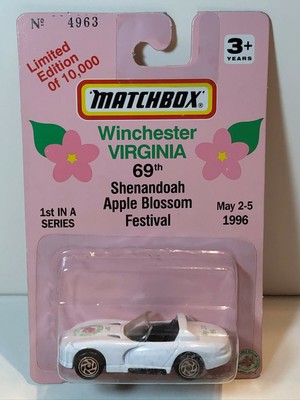 Nº 4963
Limited
Edition
Of 10,000
3+
YEARS
MATCHBOX
Winchester
VIRGINIA
69th
Shenandoah
Apple Blossom
Festival
1st IN A
SERIES
May 2-5
1996